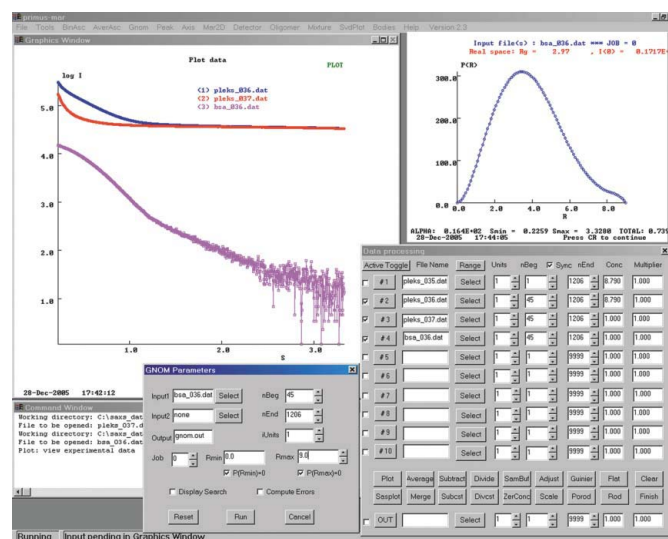 primus-mar
File Tools BinAsc AverAsc Gnom Peak Axis Mar2D Detector Oligomer Mixture SvdPlot Bodies Help Version 2.3
Graphics Window
Plot data
PLOT
log I
(1) pleks_036.dat
(2) pleks_037.dat
(3) bsa_036.dat
5.0
4.0
3.0
2.0
1.0
1.0 2.0 3.0
S
28-Dec-2005 17:42:12
Input file(s) : bsa_036.dat *** JOB = 0
Real space: Rg = 2.97 , I(0) = 0.1717E+
P(R)
300.0
200.0
100.0
0.0
0.0 2.0 4.0 6.0 8.0
R
ALPHA: 0.164E+02 Smin = 0.2259 Smax = 3.3280 TOTAL: 0.739
28-Dec-2005 17:44:05 Press CR to continue
Command Window
Working directory: C:\saxs_dat
File to be opened: pleks_037.d
Working directory: C:\saxs_dat
File to be opened: bsa_036.dat
Plot: view experimental data
GNOM Parameters
Input1 bsa_036.dat Select nBeg 45
Input2 none Select nEnd 1206
Output gnom.out iUnits 1
Job 0 Rmin 0.0 Rmax 9.0
P(Rmin)=0 P(Rmax)=0
Display Search Compute Errors
Reset Run Cancel
Data processing
Active Toggle File Name Range Units nBeg Sync nEnd Conc Multiplier
#1 pleks_035.dat Select 1 1 1206 8.790 1.000
#2 pleks_036.dat Select 1 45 1206 8.790 1.000
#3 pleks_037.dat Select 1 45 1206 1.000 1.000
#4 bsa_036.dat Select 1 45 1206 1.000 1.000
#5 Select 1 1 9999 1.000 1.000
#6 Select 1 1 9999 1.000 1.000
#7 Select 1 1 9999 1.000 1.000
#8 Select 1 1 9999 1.000 1.000
#9 Select 1 1 9999 1.000 1.000
#10 Select 1 1 9999 1.000 1.000
Plot Average Subtract Divide SamBuf Adjust Guinier Flat Clear
Sasplot Merge Subcst Divcst ZerConc Scale Porod Rod Finish
OUT Select 1 1 9999 1.000 1.000
Running Input pending in Graphics Window